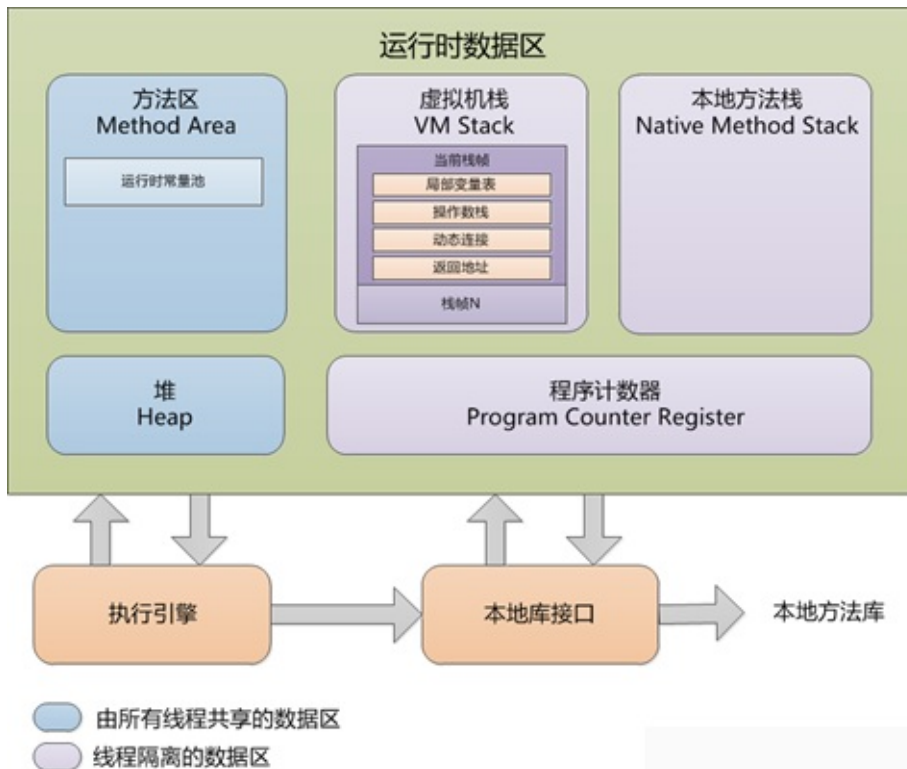 运行时数据区
方法区
Method Area
运行时常量池
虚拟机栈
VM Stack
当前栈帧
局部变量表
操作数栈
动态连接
返回地址
栈帧N
本地方法栈
Native Method Stack
堆
Heap
程序计数器
Program Counter Register
执行引擎
本地库接口
本地方法库
由所有线程共享的数据区
线程隔离的数据区